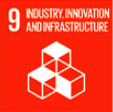 9 INDUSTRY, INNOVATION
AND INFRASTRUCTURE